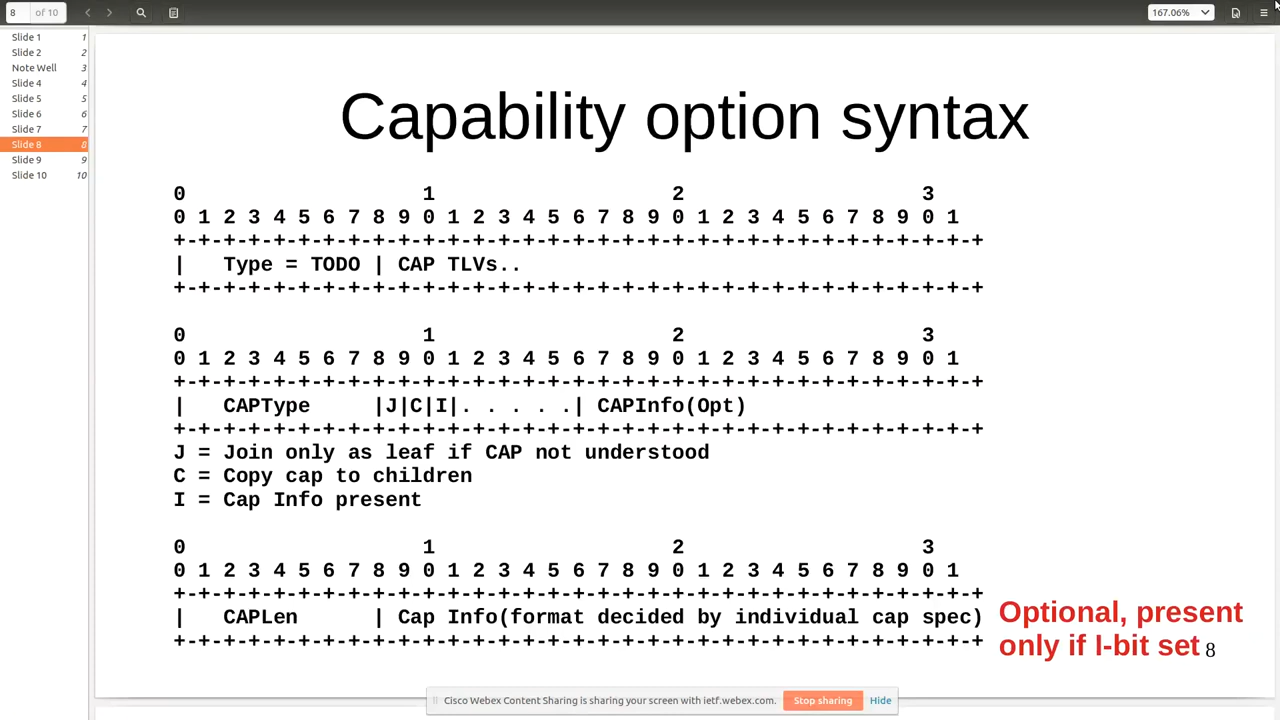 8 of 10 167.06%
Slide 1 1
Slide 2 2
Note Well 3
Slide 4 4
Slide 5 5
Slide 6 6
Slide 7 7
Slide 8 8
Slide 9 9
Slide 10 10
Capability option syntax
0 1 2 3
0 1 2 3 4 5 6 7 8 9 0 1 2 3 4 5 6 7 8 9 0 1 2 3 4 5 6 7 8 9 0 1
+-+-+-+-+-+-+-+-+-+-+-+-+-+-+-+-+-+-+-+-+-+-+-+-+-+-+-+-+-+-+-+-+
| Type = TODO | CAP TLVs..
+-+-+-+-+-+-+-+-+-+-+-+-+-+-+-+-+-+-+-+-+-+-+-+-+-+-+-+-+-+-+-+-+
0 1 2 3
0 1 2 3 4 5 6 7 8 9 0 1 2 3 4 5 6 7 8 9 0 1 2 3 4 5 6 7 8 9 0 1
+-+-+-+-+-+-+-+-+-+-+-+-+-+-+-+-+-+-+-+-+-+-+-+-+-+-+-+-+-+-+-+-+
| CAPType |J|C|I|. . . . .| CAPInfo(Opt)
+-+-+-+-+-+-+-+-+-+-+-+-+-+-+-+-+-+-+-+-+-+-+-+-+-+-+-+-+-+-+-+-+
J = Join only as leaf if CAP not understood
C = Copy cap to children
I = Cap Info present
0 1 2 3
0 1 2 3 4 5 6 7 8 9 0 1 2 3 4 5 6 7 8 9 0 1 2 3 4 5 6 7 8 9 0 1
+-+-+-+-+-+-+-+-+-+-+-+-+-+-+-+-+-+-+-+-+-+-+-+-+-+-+-+-+-+-+-+-+
| CAPLen | Cap Info(format decided by individual cap spec)
+-+-+-+-+-+-+-+-+-+-+-+-+-+-+-+-+-+-+-+-+-+-+-+-+-+-+-+-+-+-+-+-+
Optional, present
only if I-bit set 8
Cisco Webex Content Sharing is sharing your screen with ietf.webex.com. Stop sharing Hide